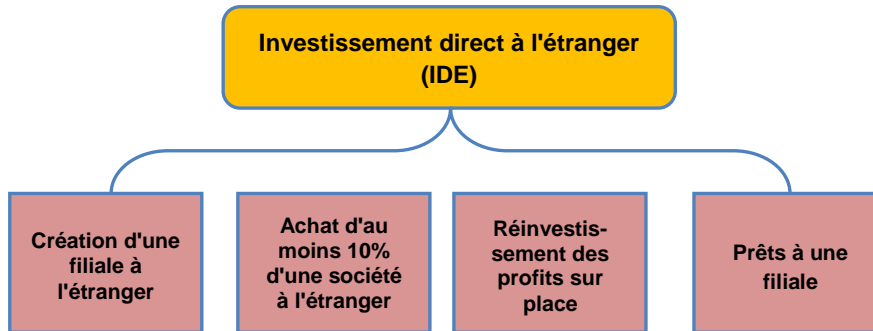 Investissement direct à l'étranger
(IDE)
Création d'une
filiale à
l'étranger
Achat d'au
moins 10%
d'une société
à l'étranger
Réinvestis-
sement des
profits sur
place
Prêts à une
filiale